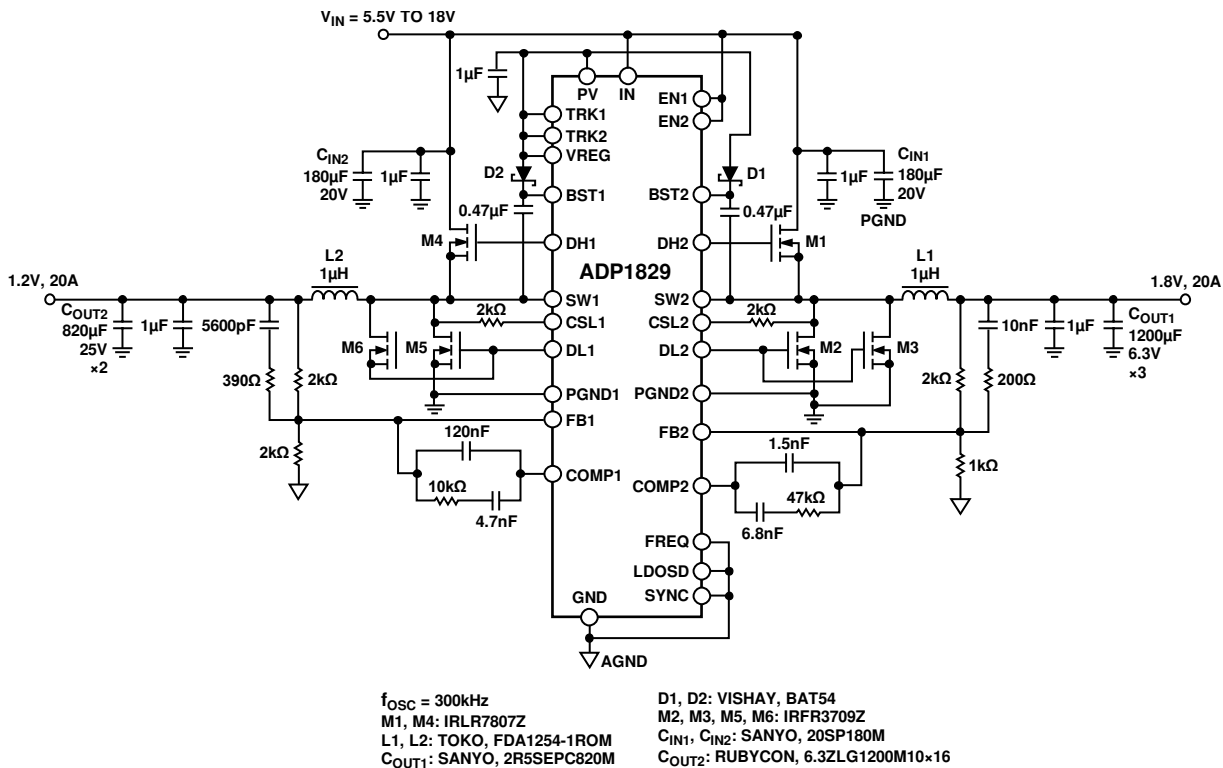 V_IN = 5.5V TO 18V
1µF
PV
IN
TRK1
TRK2
VREG
EN1
EN2
C_IN2
180µF
20V
1µF
D2
BST1
0.47µF
BST2
D1
0.47µF
1µF
C_IN1
180µF
20V
PGND
M4
DH1
DH2
M1
ADP1829
1.2V, 20A
L2
1µH
SW1
SW2
L1
1µH
1.8V, 20A
C_OUT2
820µF
25V
×2
1µF
5600pF
M6
M5
2kΩ
CSL1
DL1
CSL2
2kΩ
DL2
M2
M3
10nF
1µF
C_OUT1
1200µF
6.3V
×3
390Ω
2kΩ
PGND1
PGND2
2kΩ
200Ω
FB1
FB2
2kΩ
120nF
10kΩ
4.7nF
COMP1
COMP2
1.5nF
47kΩ
6.8nF
1kΩ
FREQ
LDOSD
SYNC
GND
AGND
f_OSC = 300kHz
M1, M4: IRLR7807Z
L1, L2: TOKO, FDA1254-1ROM
C_OUT1: SANYO, 2R5SEPC820M
D1, D2: VISHAY, BAT54
M2, M3, M5, M6: IRFR3709Z
C_IN1, C_IN2: SANYO, 20SP180M
C_OUT2: RUBYCON, 6.3ZLG1200M10×16